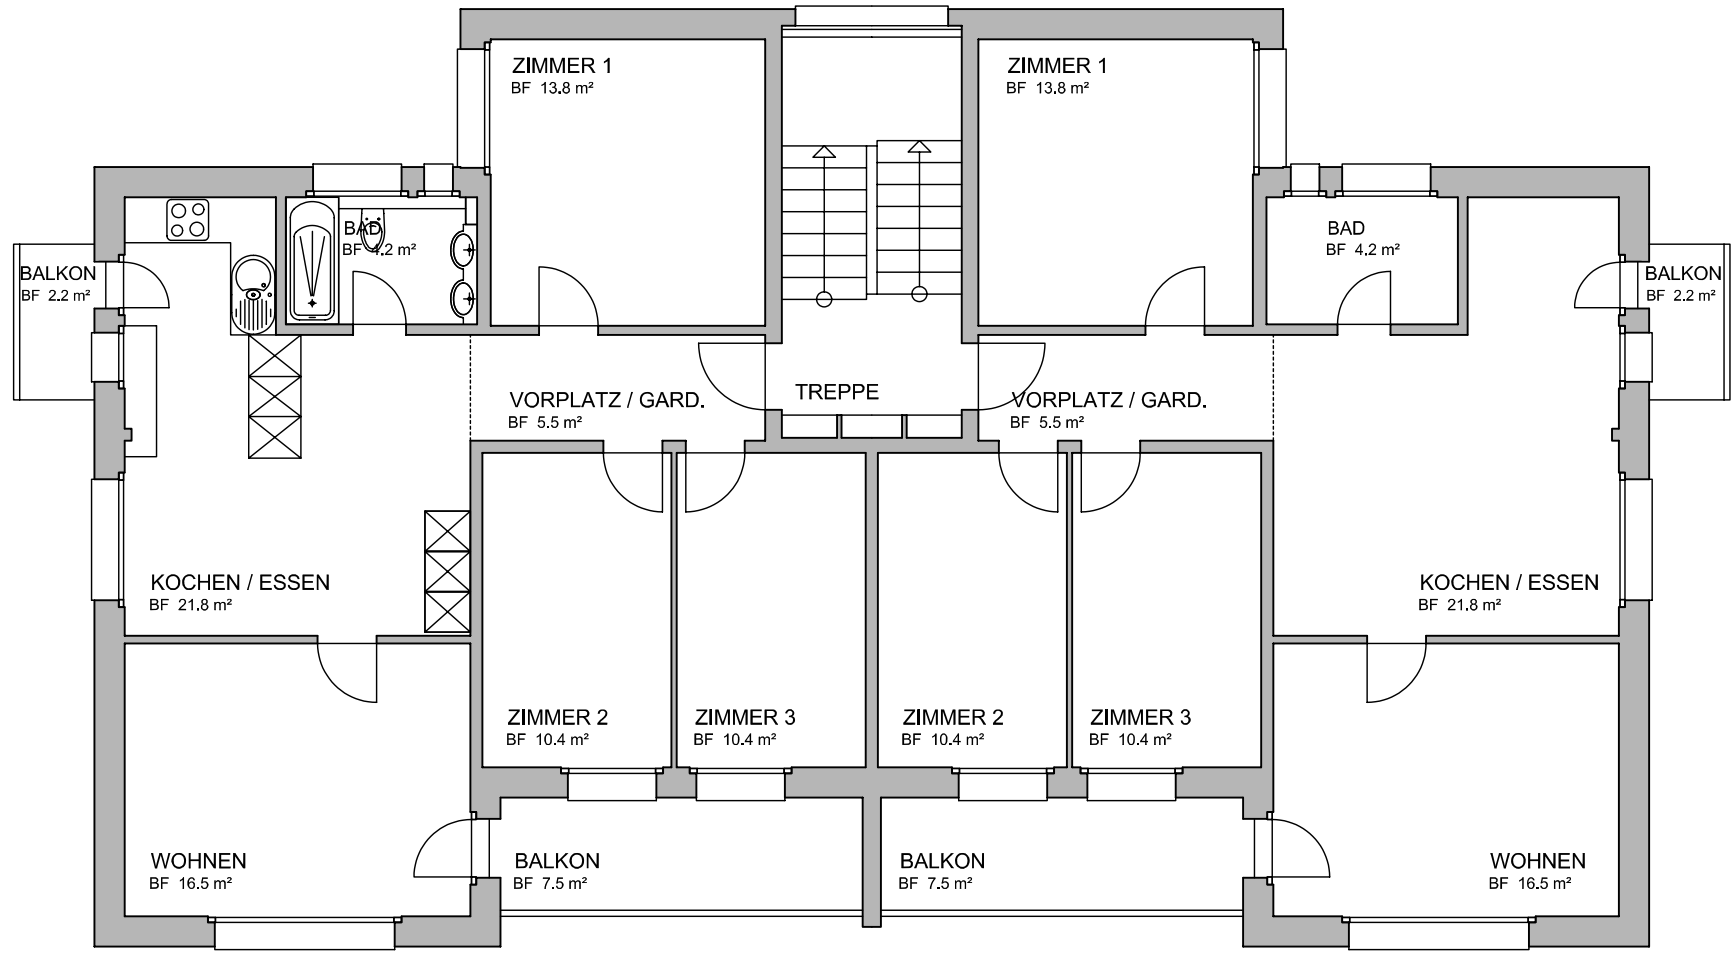 ZIMMER 1
BF 13.8 m²
ZIMMER 1
BF 13.8 m²
BAD
BF 4.2 m²
BAD
BF 4.2 m²
BALKON
BF 2.2 m²
BALKON
BF 2.2 m²
VORPLATZ / GARD.
BF 5.5 m²
TREPPE
VORPLATZ / GARD.
BF 5.5 m²
KOCHEN / ESSEN
BF 21.8 m²
KOCHEN / ESSEN
BF 21.8 m²
ZIMMER 2
BF 10.4 m²
ZIMMER 3
BF 10.4 m²
ZIMMER 2
BF 10.4 m²
ZIMMER 3
BF 10.4 m²
WOHNEN
BF 16.5 m²
BALKON
BF 7.5 m²
BALKON
BF 7.5 m²
WOHNEN
BF 16.5 m²